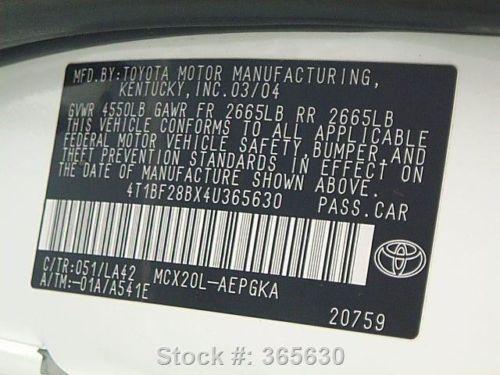 MFD.BY:TOYOTA MOTOR MANUFACTURING,
KENTUCKY, INC. 03/04
GVWR 4550LB GAWR FR 2665LB RR 2665LB
THIS VEHICLE CONFORMS TO ALL APPLICABLE
FEDERAL MOTOR VEHICLE SAFETY, BUMPER, AND
THEFT PREVENTION STANDARDS IN EFFECT ON
THE DATE OF MANUFACTURE SHOWN ABOVE.
4T1BF28BX4U365630 PASS.CAR
C/TR:051/LA42 MCX20L-AEPGKA
A/TM:-01A/A541E
20759
Stock #: 365630